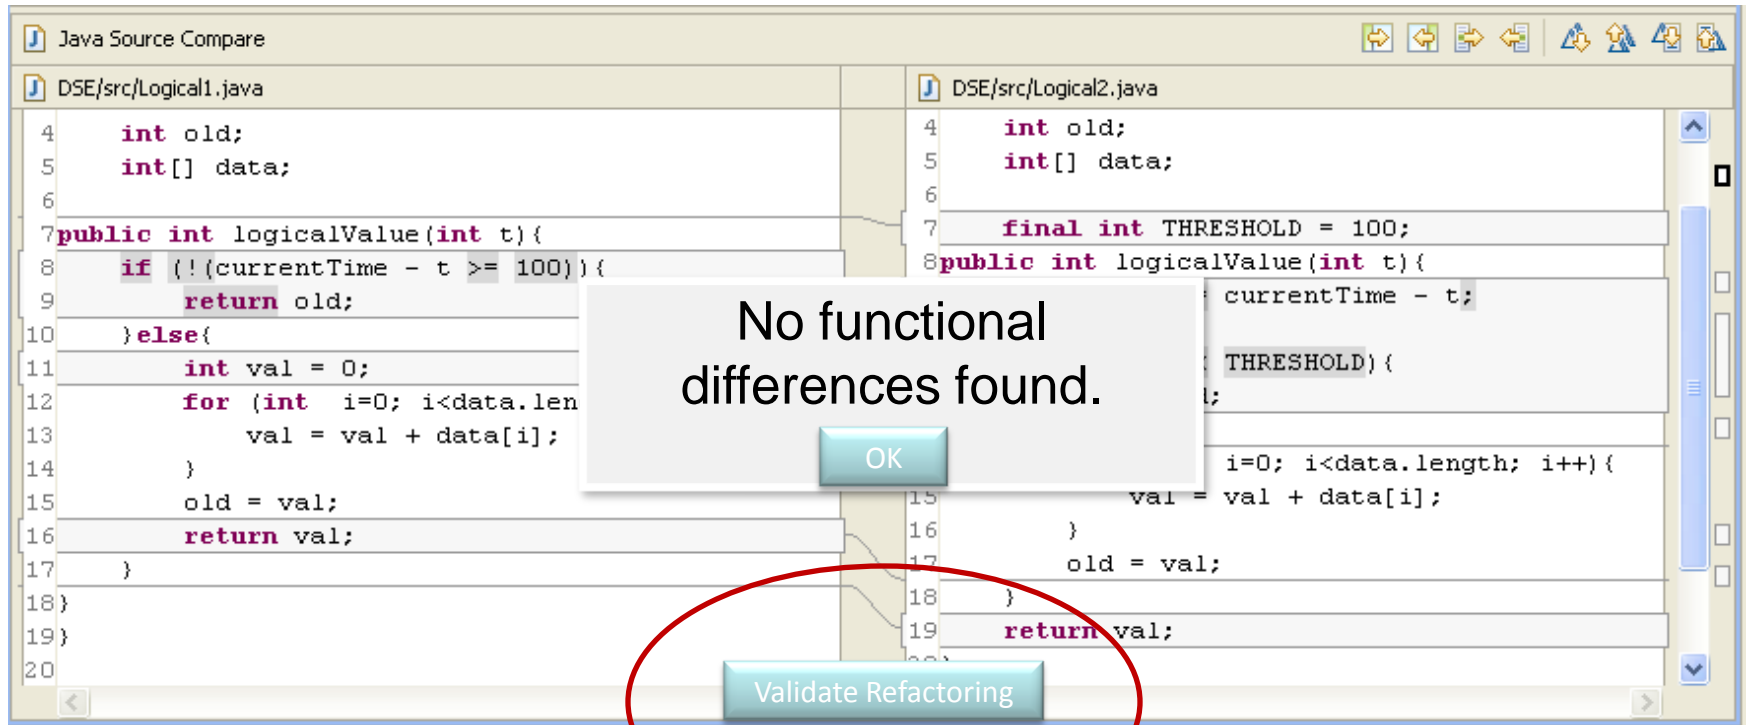 Java Source Compare
DSE/src/Logical1.java
4 int old;
5 int[] data;
6
7 public int logicalValue(int t){
8 if (!(currentTime - t >= 100)){
9 return old;
10 }else{
11 int val = 0;
12 for (int i=0; i<data.len
13 val = val + data[i];
14 }
15 old = val;
16 return val;
17 }
18 }
19 }
20
DSE/src/Logical2.java
4 int old;
5 int[] data;
6
7 final int THRESHOLD = 100;
8 public int logicalValue(int t){
currentTime - t;
THRESHOLD){
;
i=0; i<data.length; i++){
15 val = val + data[i];
16 }
17 old = val;
18 }
19 return val;
No functional
differences found.
OK
Validate Refactoring